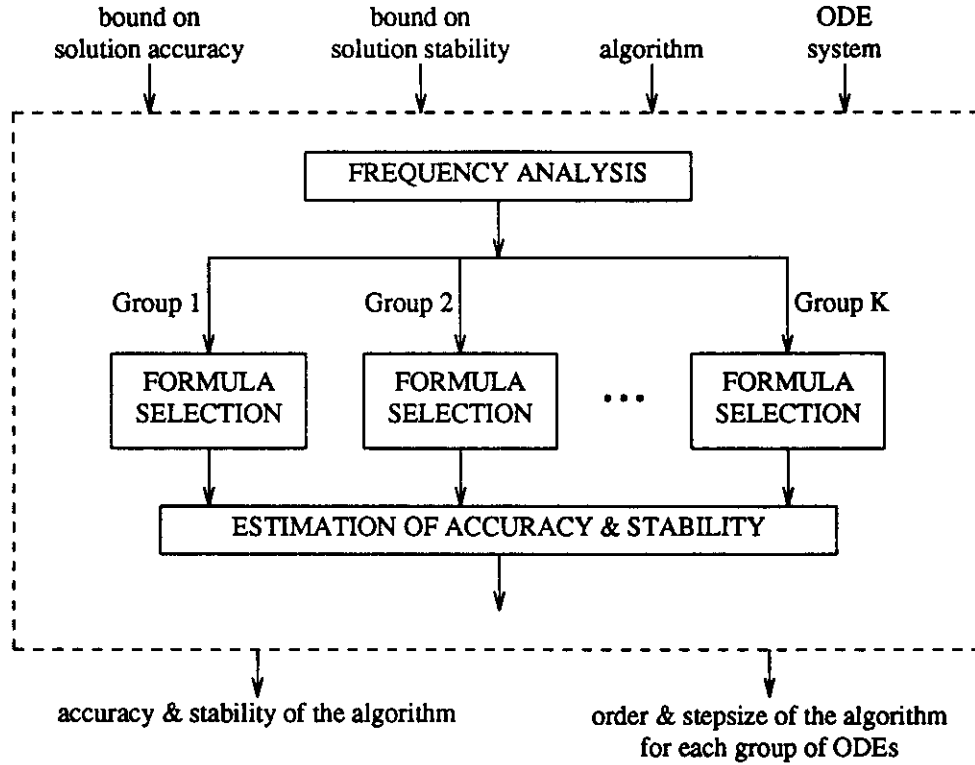 bound on
solution accuracy
bound on
solution stability
algorithm
ODE
system
FREQUENCY ANALYSIS
Group 1
Group 2
Group K
FORMULA
SELECTION
FORMULA
SELECTION
...
FORMULA
SELECTION
ESTIMATION OF ACCURACY & STABILITY
accuracy & stability of the algorithm
order & stepsize of the algorithm
for each group of ODEs